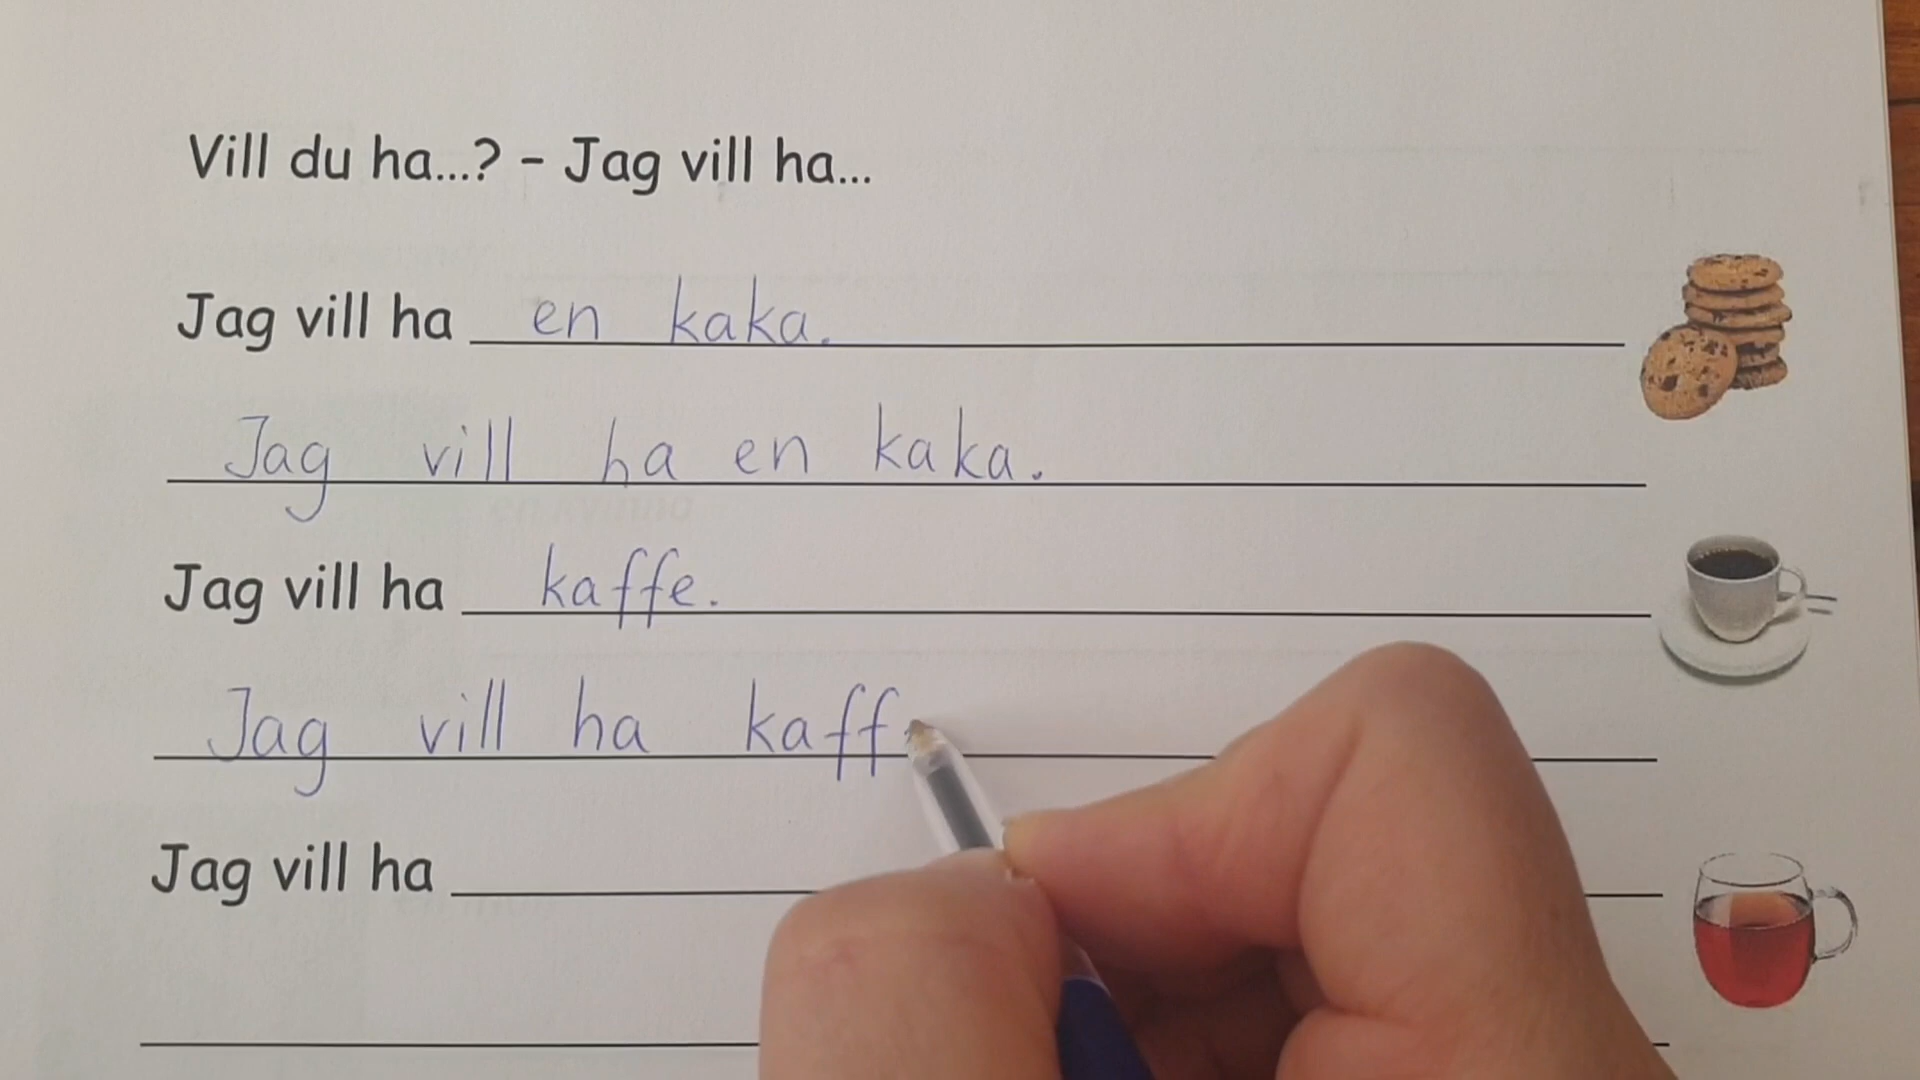 Vill du ha...? - Jag vill ha...
Jag vill ha en kaka.
Jag vill ha en kaka.
Jag vill ha kaffe.
Jag vill ha kaff
Jag vill ha